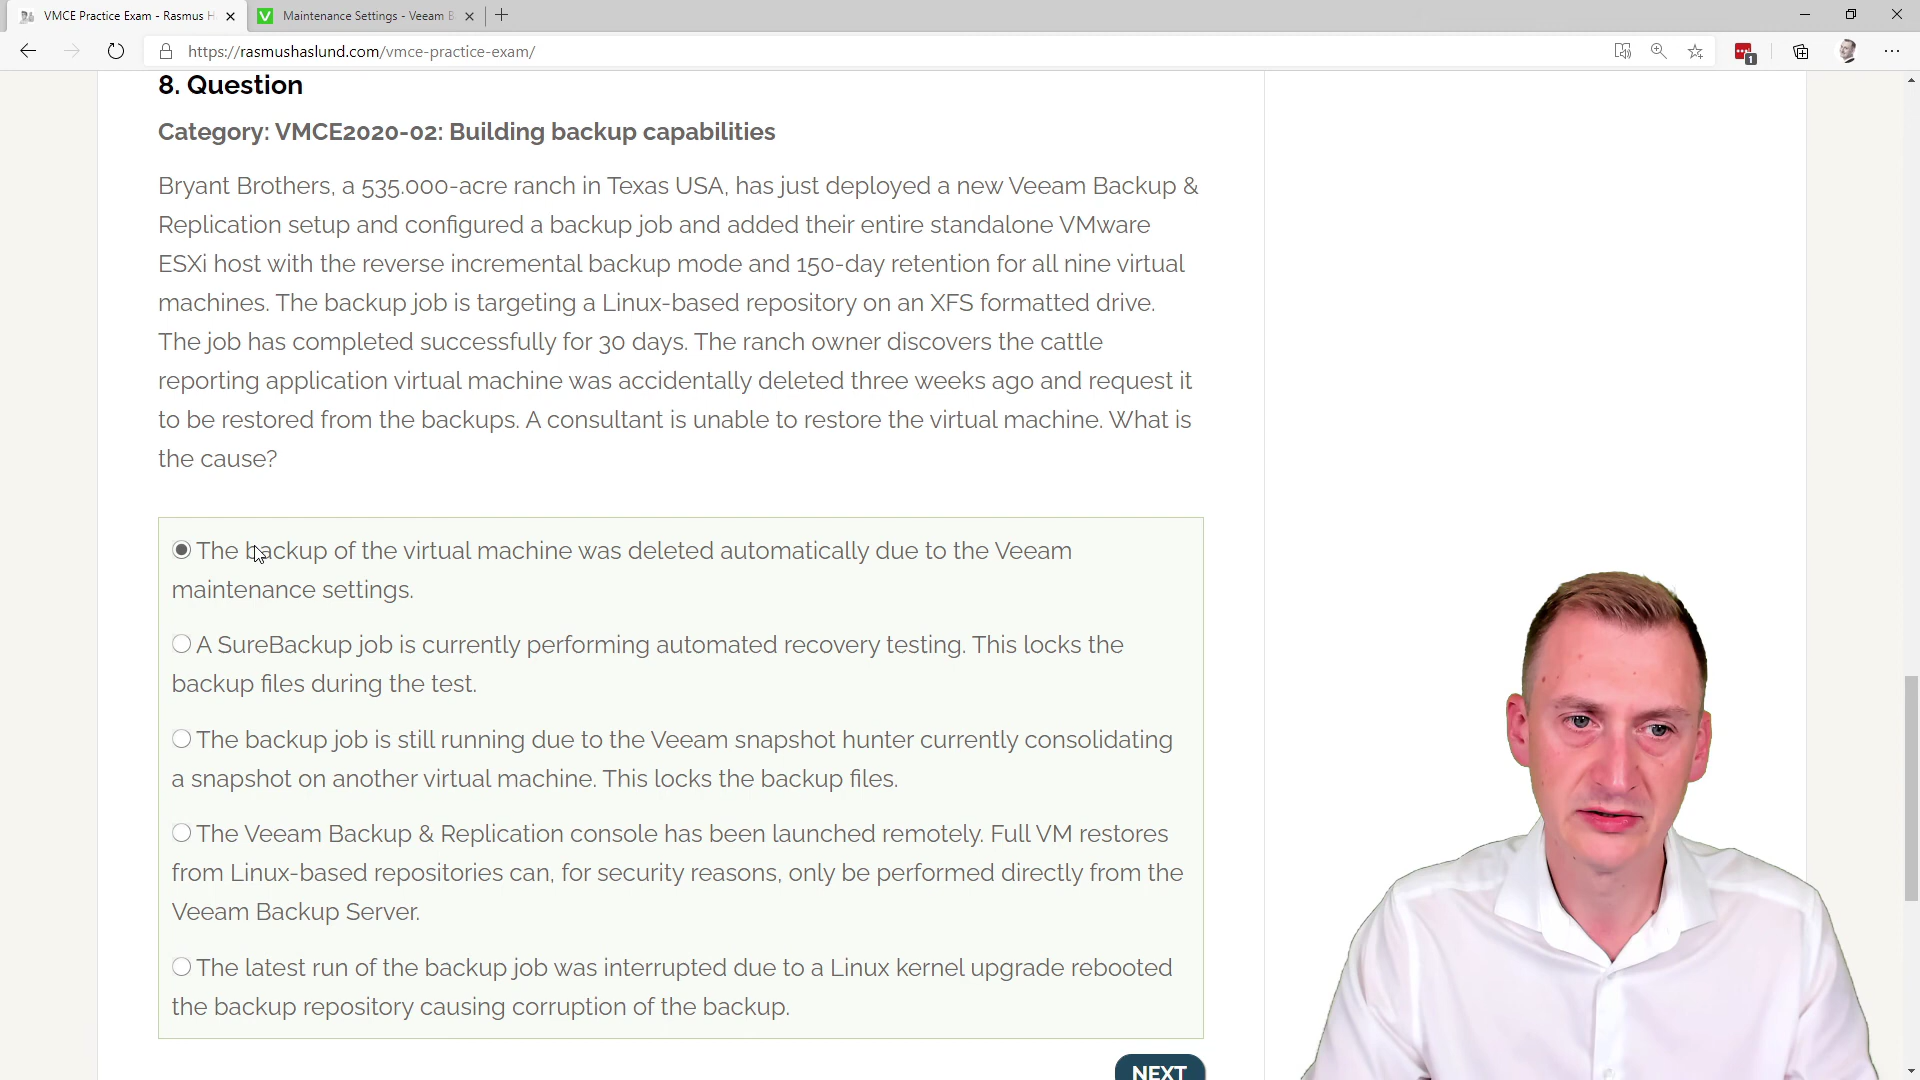 VMCE Practice Exam - Rasmus H
Maintenance Settings - Veeam B
https://rasmushaslund.com/vmce-practice-exam/
1
8. Question
Category: VMCE2020-02: Building backup capabilities
Bryant Brothers, a 535.000-acre ranch in Texas USA, has just deployed a new Veeam Backup &
Replication setup and configured a backup job and added their entire standalone VMware
ESXi host with the reverse incremental backup mode and 150-day retention for all nine virtual
machines. The backup job is targeting a Linux-based repository on an XFS formatted drive.
The job has completed successfully for 30 days. The ranch owner discovers the cattle
reporting application virtual machine was accidentally deleted three weeks ago and request it
to be restored from the backups. A consultant is unable to restore the virtual machine. What is
the cause?
The backup of the virtual machine was deleted automatically due to the Veeam
maintenance settings.
A SureBackup job is currently performing automated recovery testing. This locks the
backup files during the test.
The backup job is still running due to the Veeam snapshot hunter currently consolidating
a snapshot on another virtual machine. This locks the backup files.
The Veeam Backup & Replication console has been launched remotely. Full VM restores
from Linux-based repositories can, for security reasons, only be performed directly from the
Veeam Backup Server.
The latest run of the backup job was interrupted due to a Linux kernel upgrade rebooted
the backup repository causing corruption of the backup.
NEXT